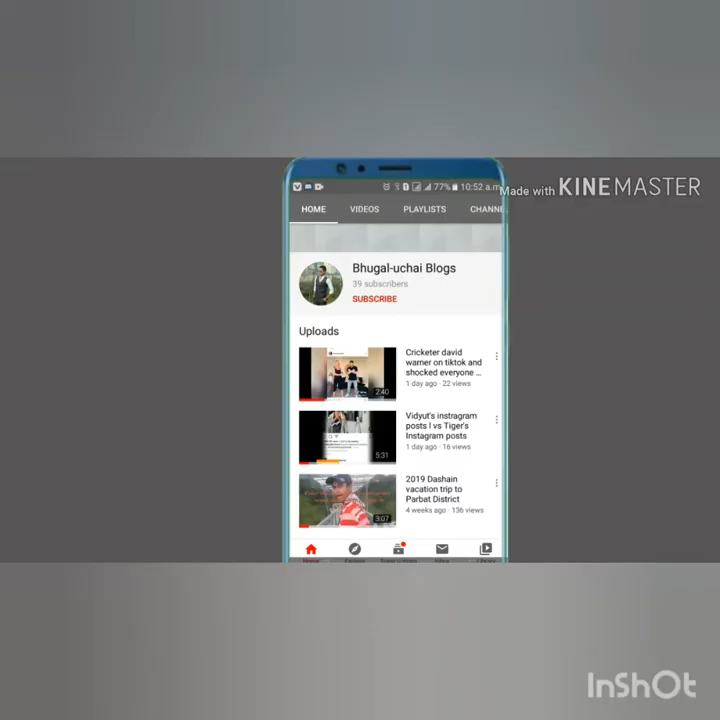 77% 10:52 a.m
Made with KINEMASTER
HOME VIDEOS PLAYLISTS CHANNE
Bhugal-uchai Blogs
39 subscribers
SUBSCRIBE
Uploads
Cricketer david
warner on tiktok and
shocked everyone ...
1 day ago · 22 views
2:40
Vidyut's instragram
posts l vs Tiger's
Instagram posts
1 day ago · 16 views
5:31
2019 Dashain
vacation trip to
Parbat District
4 weeks ago · 136 views
3:07
Home Library
InShOt